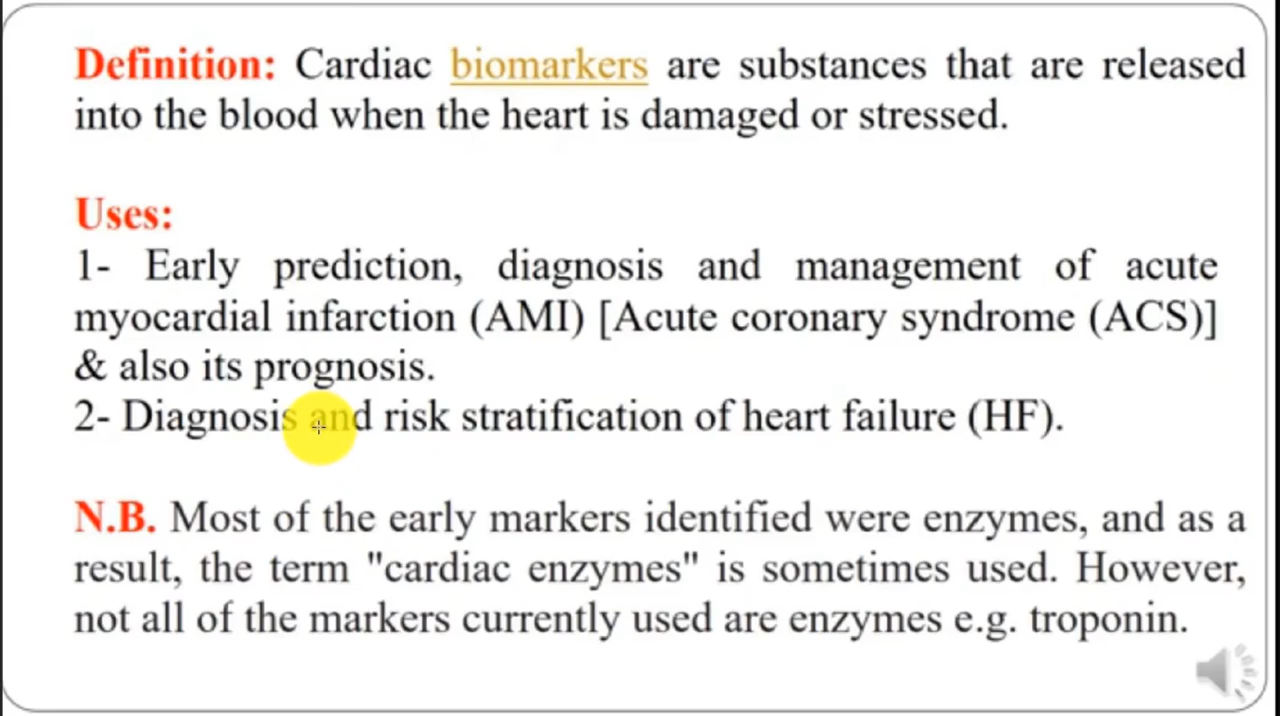 Definition: Cardiac biomarkers are substances that are released
into the blood when the heart is damaged or stressed.
Uses:
1- Early prediction, diagnosis and management of acute
myocardial infarction (AMI) [Acute coronary syndrome (ACS)]
& also its prognosis.
2- Diagnosis and risk stratification of heart failure (HF).
N.B. Most of the early markers identified were enzymes, and as a
result, the term "cardiac enzymes" is sometimes used. However,
not all of the markers currently used are enzymes e.g. troponin.